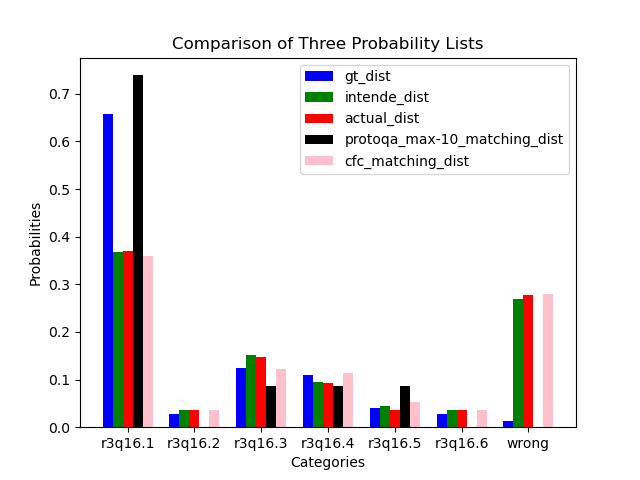 Comparison of Three Probability Lists
gt_dist
intende_dist
actual_dist
protoqa_max-10_matching_dist
cfc_matching_dist
Probabilities
0.7
0.6
0.5
0.4
0.3
0.2
0.1
0.0
r3q16.1 r3q16.2 r3q16.3 r3q16.4 r3q16.5 r3q16.6 wrong
Categories